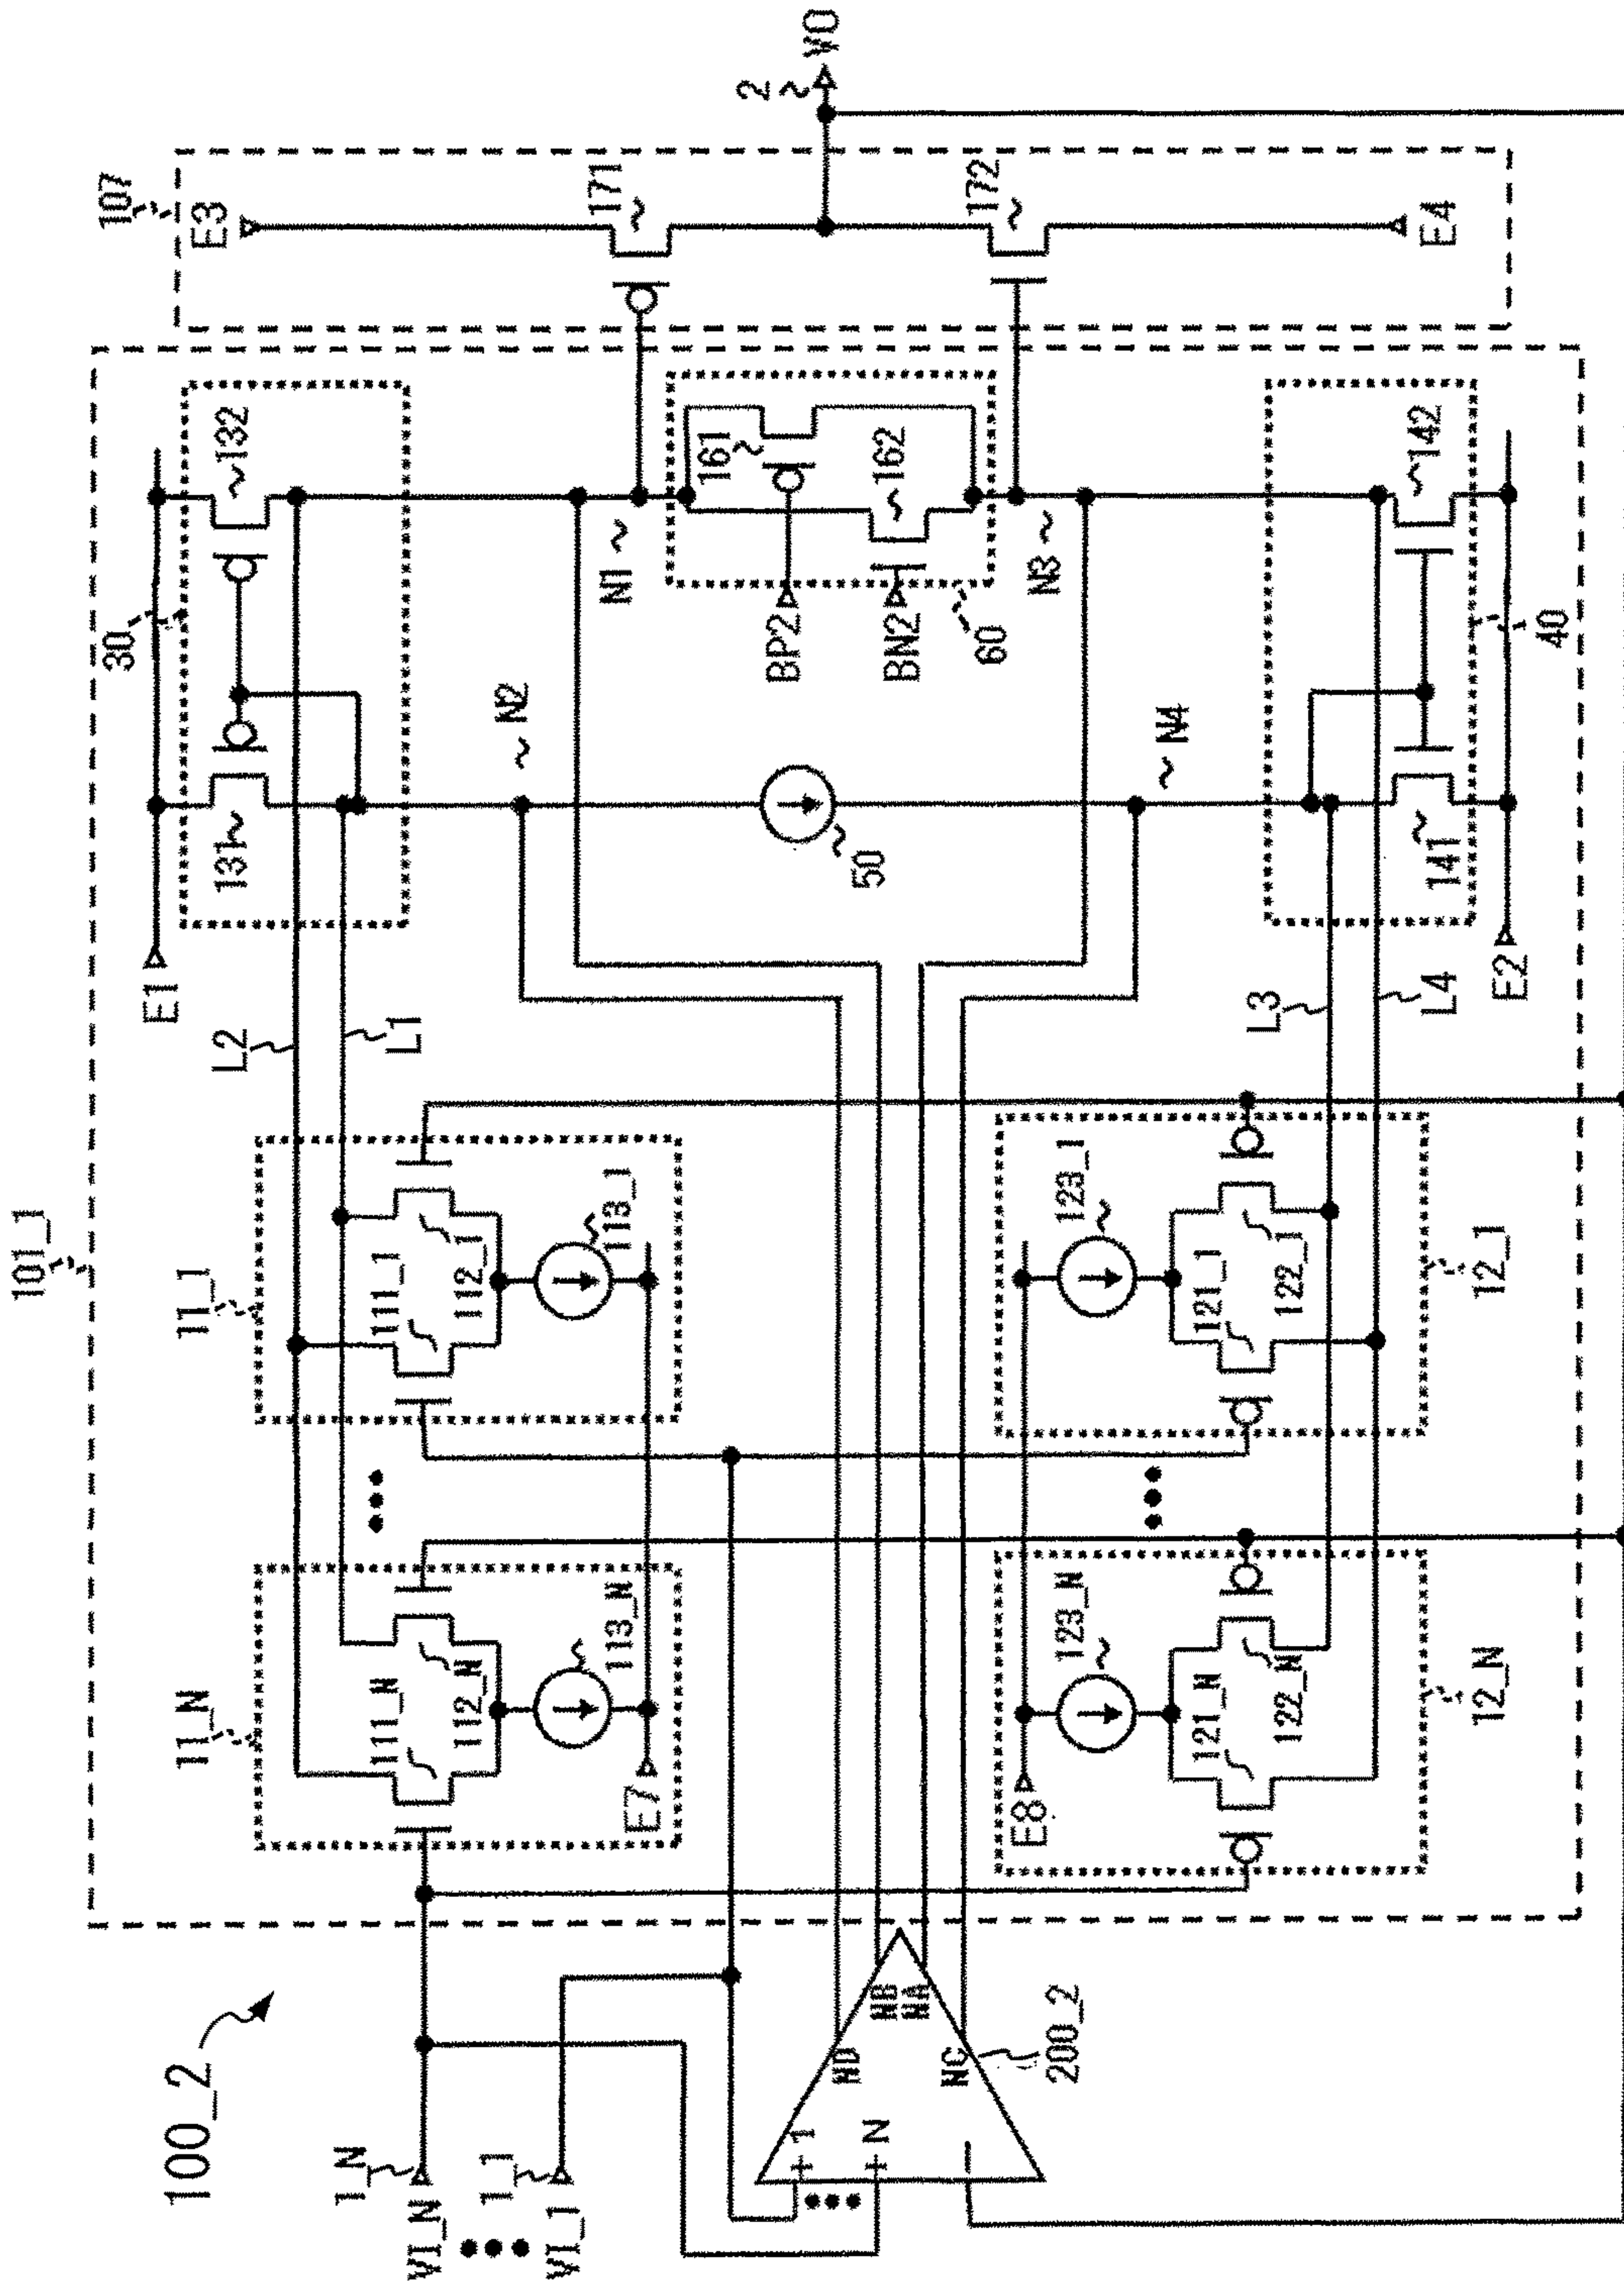 100_2
101_1
107
E3
171
2
VO
172
E4
30
132
E1
131
L2
L1
N1
N2
161
162
BP2
BN2
60
N3
N4
50
142
40
141
E2
L3
L4
11_N
111_N
112_N
113_N
E7
11_1
111_1
112_1
113_1
E8
123_N
121_N
122_N
12_N
123_1
121_1
122_1
12_1
1_N
VI_N
1_1
VI_1
+ 1
+ N
−
ND
NB
NA
NC
200_2